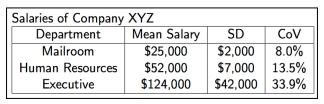 Salaries of Company XYZ
Department Mean Salary SD CoV
Mailroom $25,000 $2,000 8.0%
Human Resources $52,000 $7,000 13.5%
Executive $124,000 $42,000 33.9%